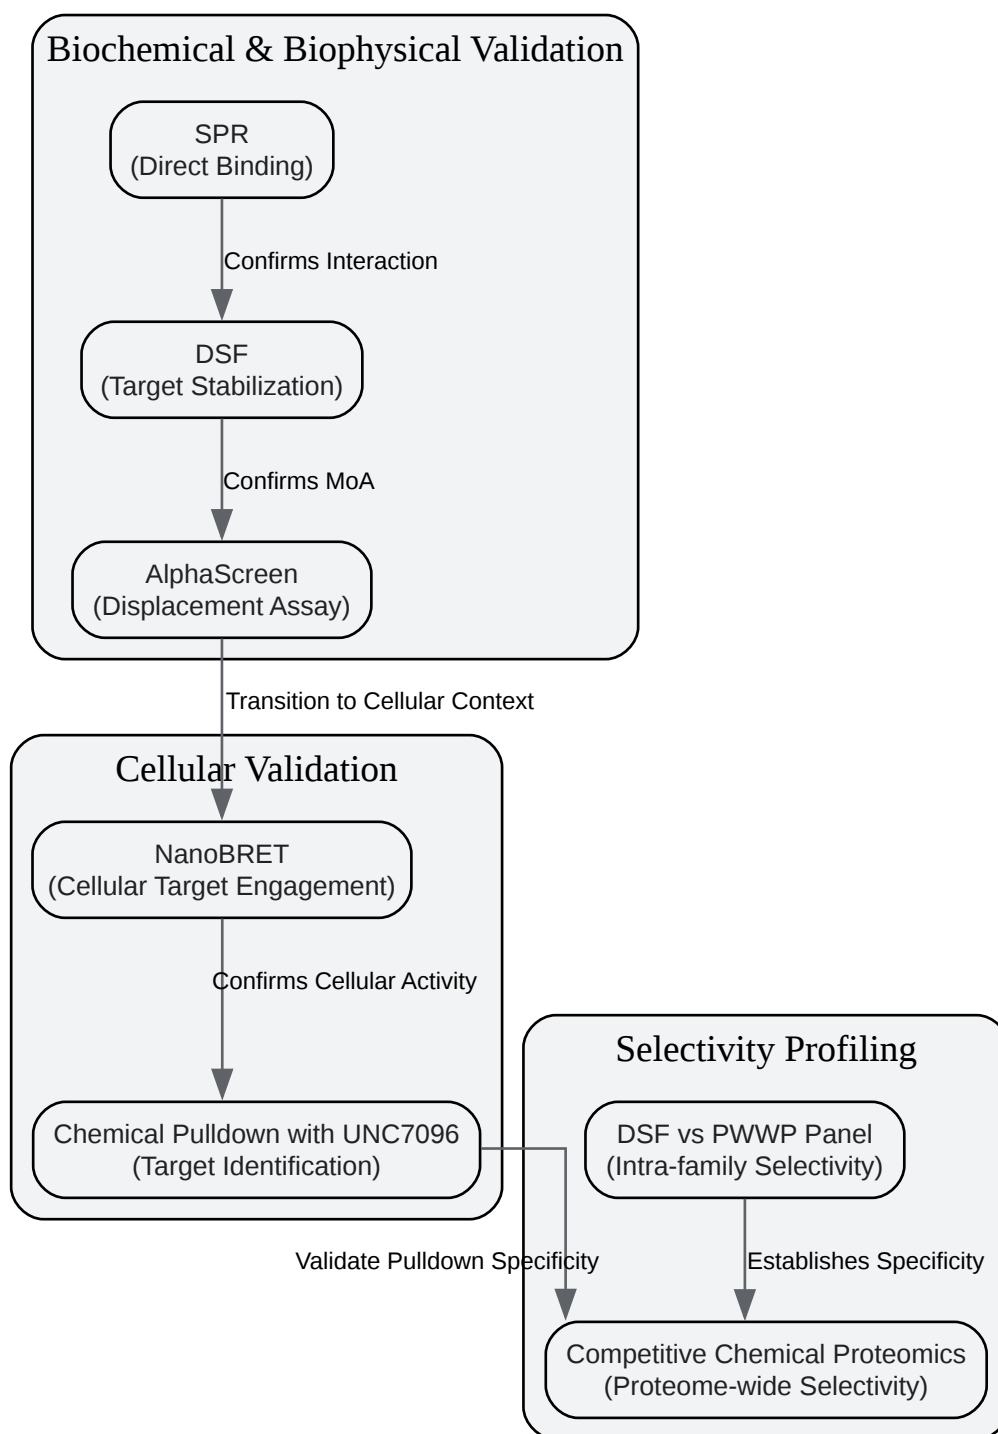 Biochemical & Biophysical Validation
SPR
(Direct Binding)
Confirms Interaction
DSF
(Target Stabilization)
Confirms MoA
AlphaScreen
(Displacement Assay)
Transition to Cellular Context
Cellular Validation
NanoBRET
(Cellular Target Engagement)
Confirms Cellular Activity
Chemical Pulldown with UNC7096
(Target Identification)
Selectivity Profiling
DSF vs PWWP Panel
(Intra-family Selectivity)
Validate Pulldown Specificity
Establishes Specificity
Competitive Chemical Proteomics
(Proteome-wide Selectivity)